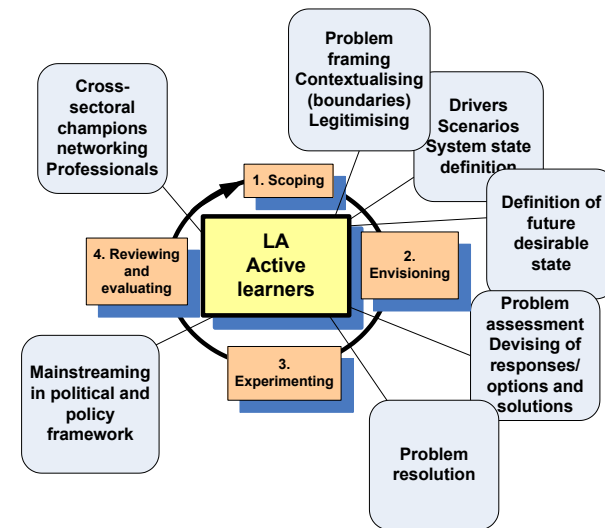 Problem
framing
Contextualising
(boundaries)
Legitimising
Cross-
sectoral
champions
networking
Professionals
Drivers
Scenarios
System state
definition
1. Scoping
Definition of
future
desirable
state
LA
Active
learners
4. Reviewing
and
evaluating
2.
Envisioning
Problem
assessment
Devising of
responses/
options and
solutions
3.
Experimenting
Mainstreaming
in political and
policy
framework
Problem
resolution